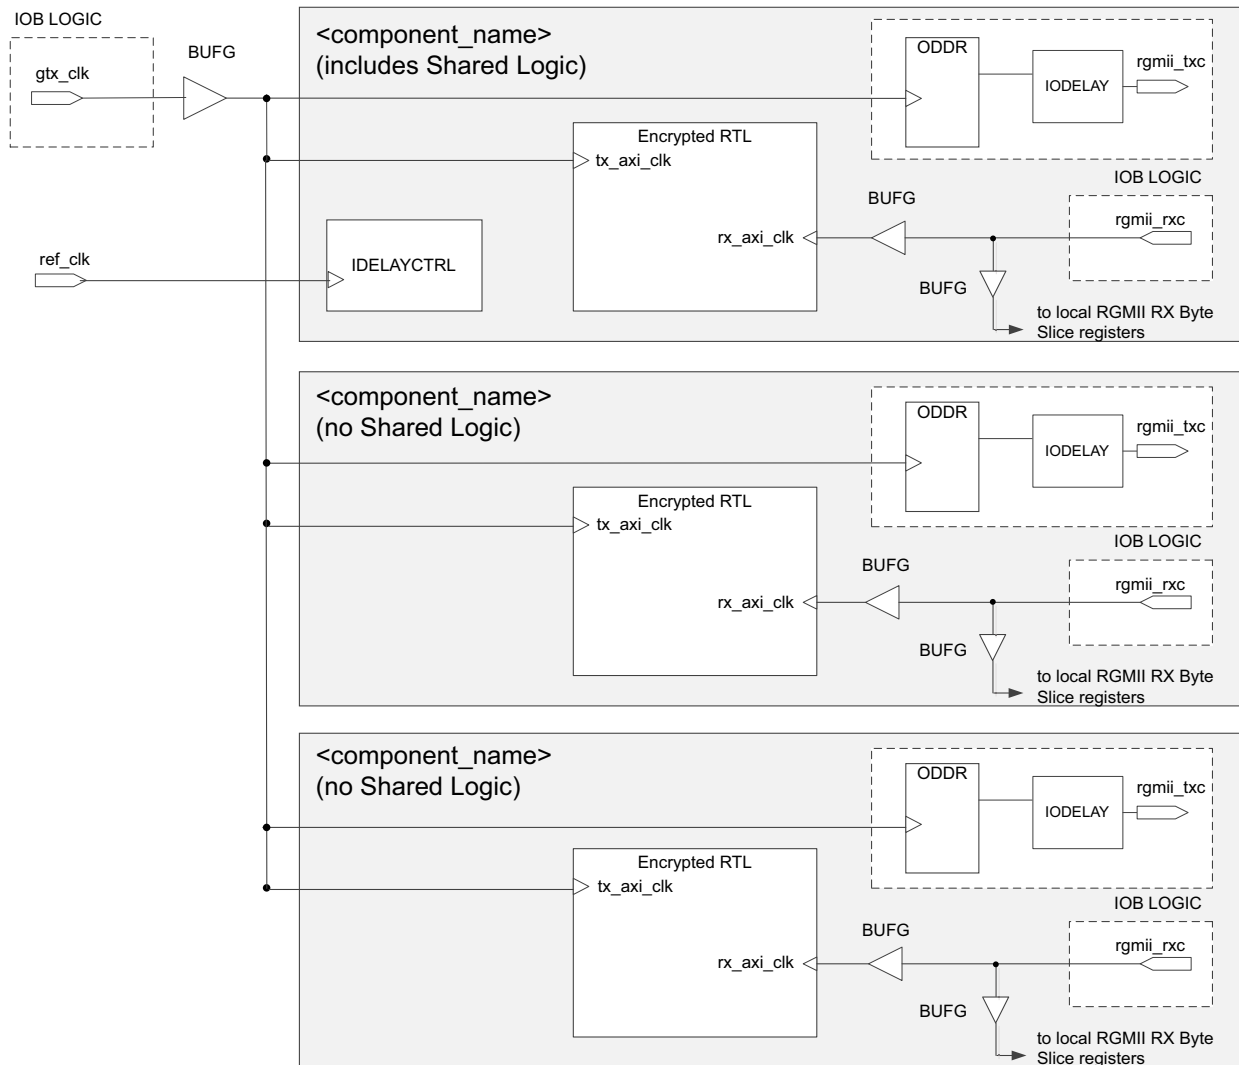 IOB LOGIC
gtx_clk
BUFG
ref_clk
<component_name>
(includes Shared Logic)
ODDR
IODELAY
rgmii_txc
Encrypted RTL
tx_axi_clk
rx_axi_clk
IDELAYCTRL
BUFG
IOB LOGIC
rgmii_rxc
BUFG
to local RGMII RX Byte
Slice registers
<component_name>
(no Shared Logic)
ODDR
IODELAY
rgmii_txc
Encrypted RTL
tx_axi_clk
rx_axi_clk
BUFG
IOB LOGIC
rgmii_rxc
BUFG
to local RGMII RX Byte
Slice registers
<component_name>
(no Shared Logic)
ODDR
IODELAY
rgmii_txc
Encrypted RTL
tx_axi_clk
rx_axi_clk
BUFG
IOB LOGIC
rgmii_rxc
BUFG
to local RGMII RX Byte
Slice registers